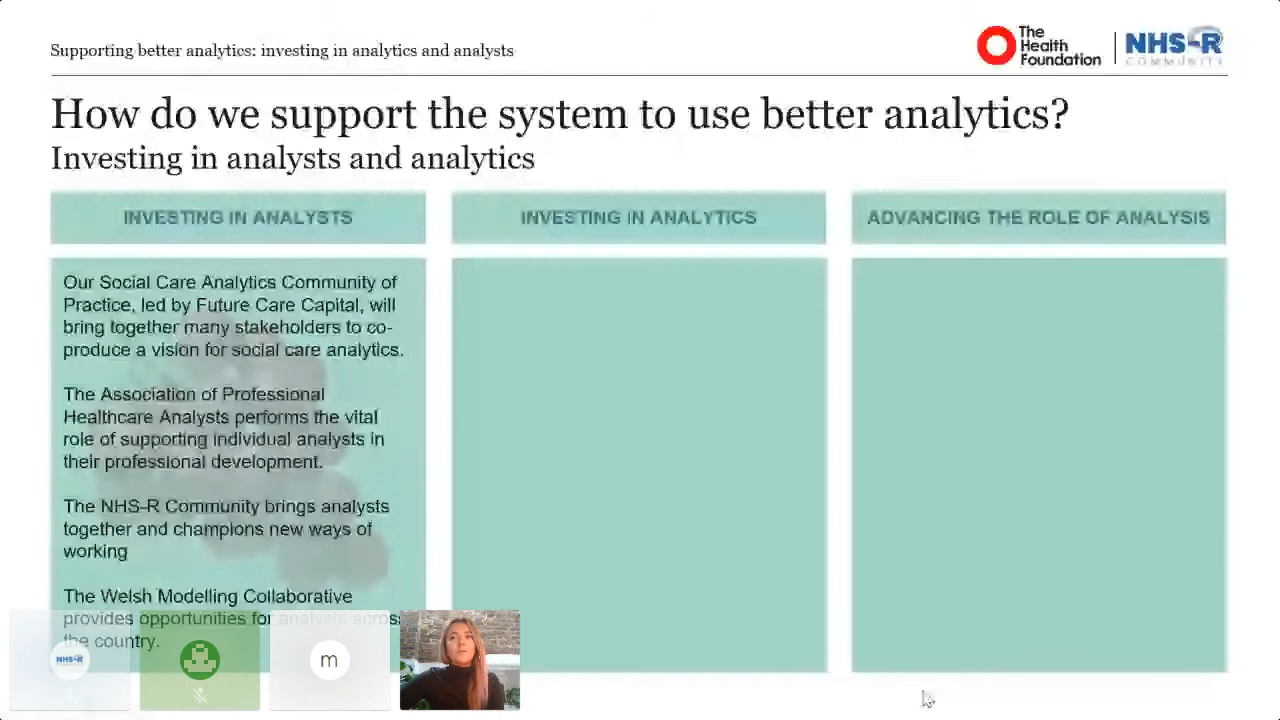 Supporting better analytics: investing in analytics and analysts
The
Health
Foundation
NHS-R
COMMUNITY
How do we support the system to use better analytics?
Investing in analysts and analytics
INVESTING IN ANALYSTS
INVESTING IN ANALYTICS
ADVANCING THE ROLE OF ANALYSIS
Our Social Care Analytics Community of
Practice, led by Future Care Capital, will
bring together many stakeholders to co-
produce a vision for social care analytics.
The Association of Professional
Healthcare Analysts performs the vital
role of supporting individual analysts in
their professional development.
The NHS-R Community brings analysts
together and champions new ways of
working
The Welsh Modelling Collaborative
provides opportunities for analysts across
the country.
NHS-R
COMMUNITY
m